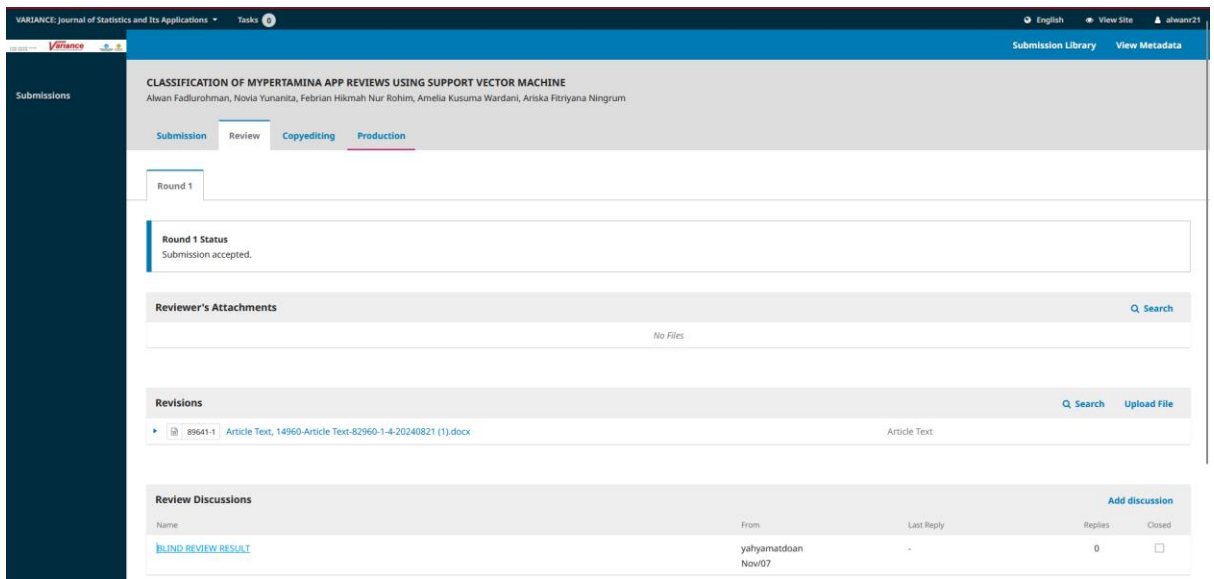 VARIANCE: Journal of Statistics and Its Applications Tasks 0 English View Site alwanr21
Variance
Submission Library View Metadata
Submissions
CLASSIFICATION OF MYPERTAMINA APP REVIEWS USING SUPPORT VECTOR MACHINE
Alwan Fadlurohman, Novia Yunanita, Febrian Hikmah Nur Rohim, Amelia Kusuma Wardani, Ariska Fitriyana Ningrum
Submission Review Copyediting Production
Round 1
Round 1 Status
Submission accepted.
Reviewer's Attachments Search
No Files
Revisions Search Upload File
89641-1 Article Text, 14960-Article Text-82960-1-4-20240821 (1).docx Article Text
Review Discussions Add discussion
Name From Last Reply Replies Closed
BLIND REVIEW RESULT yahyamatdoan - 0
Nov/07